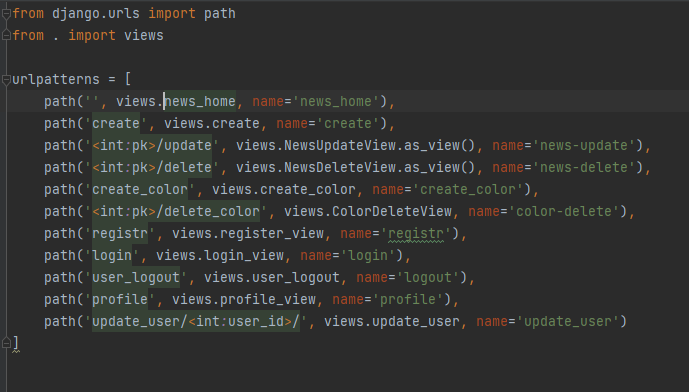 from django.urls import path
from . import views
urlpatterns = [
path('', views.news_home, name='news_home'),
path('create', views.create, name='create'),
path('<int:pk>/update', views.NewsUpdateView.as_view(), name='news-update'),
path('<int:pk>/delete', views.NewsDeleteView.as_view(), name='news-delete'),
path('create_color', views.create_color, name='create_color'),
path('<int:pk>/delete_color', views.ColorDeleteView, name='color-delete'),
path('registr', views.register_view, name='registr'),
path('login', views.login_view, name='login'),
path('user_logout', views.user_logout, name='logout'),
path('profile', views.profile_view, name='profile'),
path('update_user/<int:user_id>/', views.update_user, name='update_user')
]